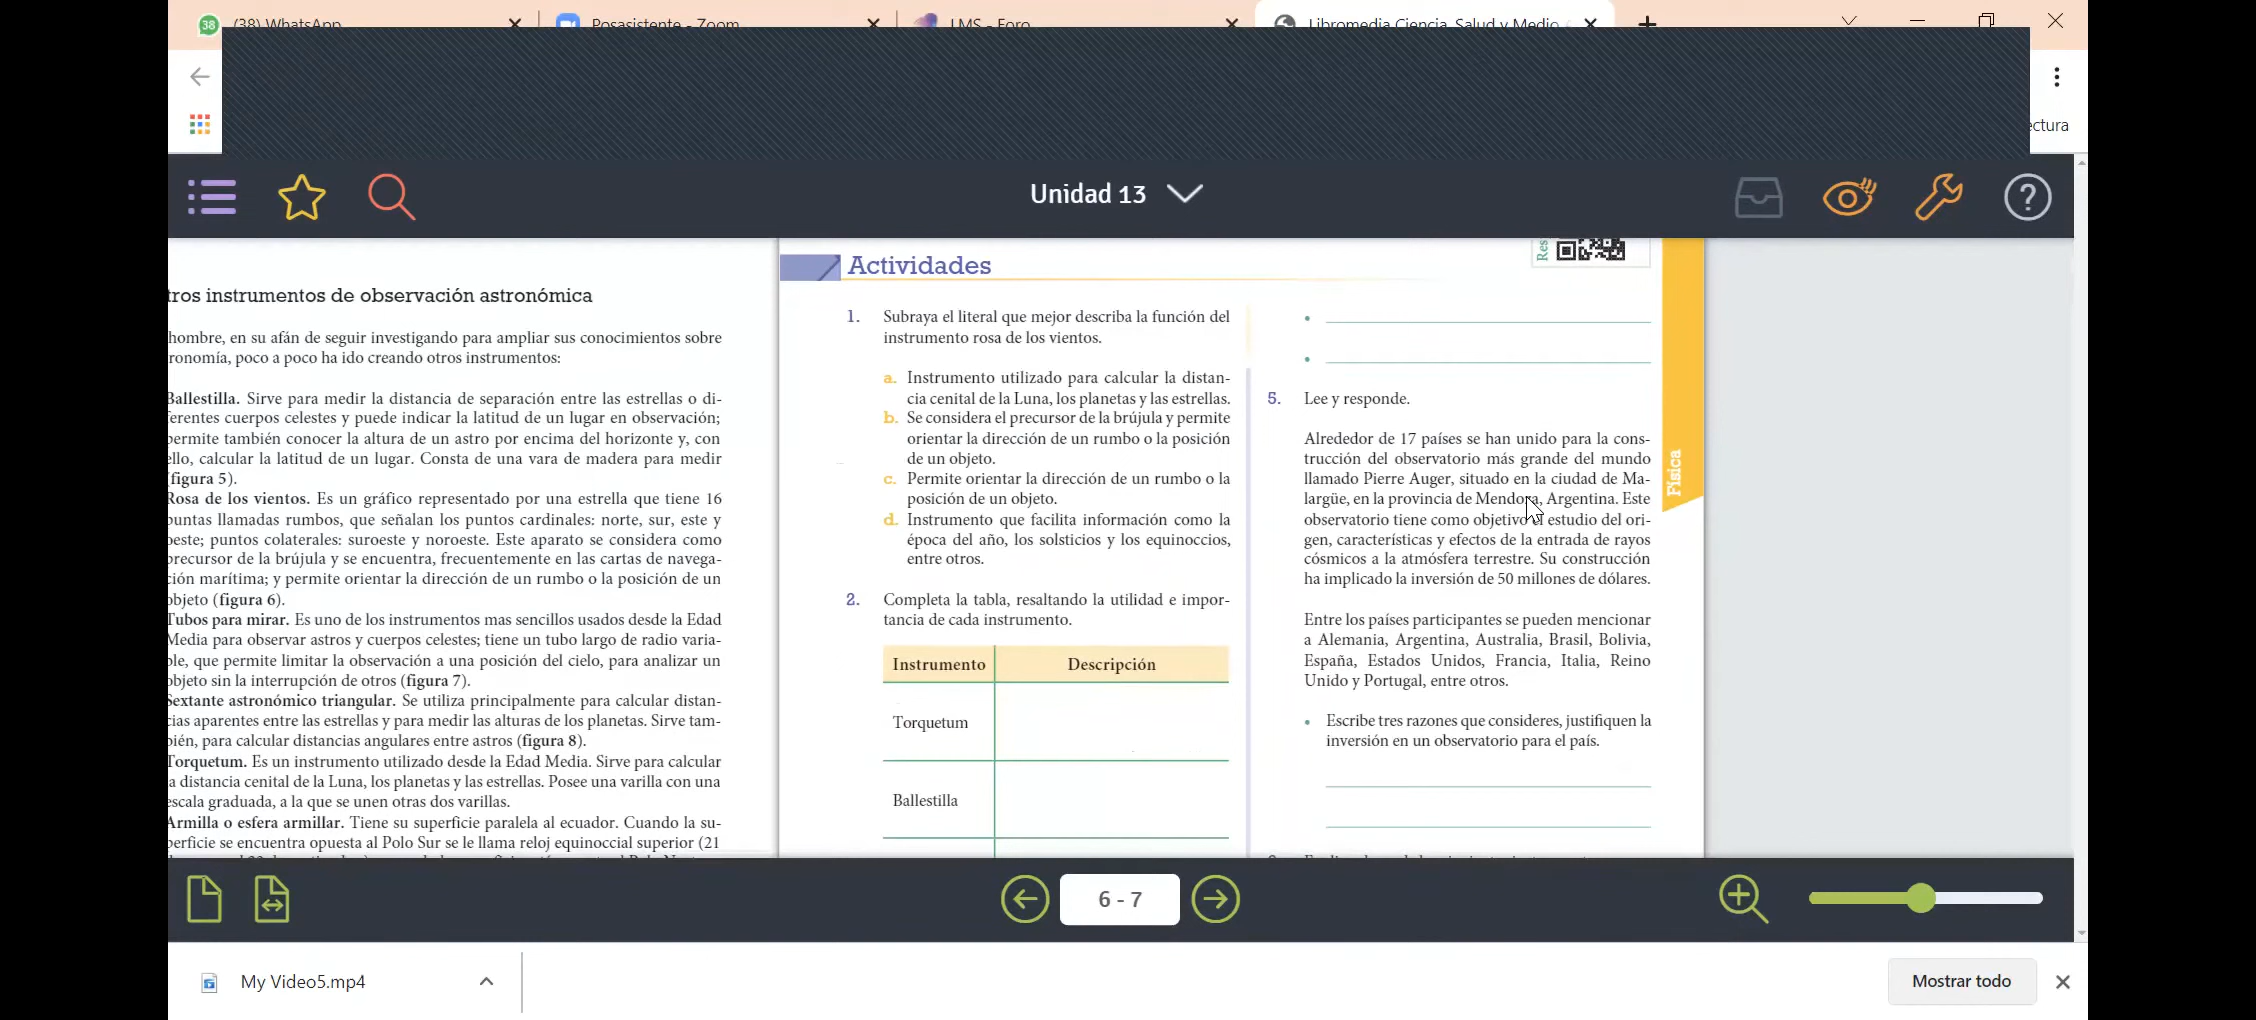 (38) WhatsApp
Posasistente - Zoom
LMS - Foro
Libromedia Ciencia, Salud y Medio
ectura
Unidad 13
tros instrumentos de observación astronómica
hombre, en su afán de seguir investigando para ampliar sus conocimientos sobre
ronomía, poco a poco ha ido creando otros instrumentos:
Ballestilla. Sirve para medir la distancia de separación entre las estrellas o di-
ferentes cuerpos celestes y puede indicar la latitud de un lugar en observación;
permite también conocer la altura de un astro por encima del horizonte y, con
ello, calcular la latitud de un lugar. Consta de una vara de madera para medir
(figura 5).
Rosa de los vientos. Es un gráfico representado por una estrella que tiene 16
puntas llamadas rumbos, que señalan los puntos cardinales: norte, sur, este y
oeste; puntos colaterales: suroeste y noroeste. Este aparato se considera como
precursor de la brújula y se encuentra, frecuentemente en las cartas de navega-
ción marítima; y permite orientar la dirección de un rumbo o la posición de un
objeto (figura 6).
Tubos para mirar. Es uno de los instrumentos mas sencillos usados desde la Edad
Media para observar astros y cuerpos celestes; tiene un tubo largo de radio varia-
ble, que permite limitar la observación a una posición del cielo, para analizar un
objeto sin la interrupción de otros (figura 7).
Sextante astronómico triangular. Se utiliza principalmente para calcular distan-
cias aparentes entre las estrellas y para medir las alturas de los planetas. Sirve tam-
bién, para calcular distancias angulares entre astros (figura 8).
Torquetum. Es un instrumento utilizado desde la Edad Media. Sirve para calcular
la distancia cenital de la Luna, los planetas y las estrellas. Posee una varilla con una
escala graduada, a la que se unen otras dos varillas.
Armilla o esfera armillar. Tiene su superficie paralela al ecuador. Cuando la su-
perficie se encuentra opuesta al Polo Sur se le llama reloj equinoccial superior (21
Actividades
1. Subraya el literal que mejor describa la función del
instrumento rosa de los vientos.
a. Instrumento utilizado para calcular la distan-
cia cenital de la Luna, los planetas y las estrellas.
b. Se considera el precursor de la brújula y permite
orientar la dirección de un rumbo o la posición
de un objeto.
c. Permite orientar la dirección de un rumbo o la
posición de un objeto.
d. Instrumento que facilita información como la
época del año, los solsticios y los equinoccios,
entre otros.
2. Completa la tabla, resaltando la utilidad e impor-
tancia de cada instrumento.
Instrumento Descripción
Torquetum
Ballestilla
Res
5. Lee y responde.
Alrededor de 17 países se han unido para la cons-
trucción del observatorio más grande del mundo
llamado Pierre Auger, situado en la ciudad de Ma-
largüe, en la provincia de Mendoza, Argentina. Este
observatorio tiene como objetivo el estudio del ori-
gen, características y efectos de la entrada de rayos
cósmicos a la atmósfera terrestre. Su construcción
ha implicado la inversión de 50 millones de dólares.
Entre los países participantes se pueden mencionar
a Alemania, Argentina, Australia, Brasil, Bolivia,
España, Estados Unidos, Francia, Italia, Reino
Unido y Portugal, entre otros.
• Escribe tres razones que consideres, justifiquen la
inversión en un observatorio para el país.
Física
6 - 7
My Video5.mp4
Mostrar todo